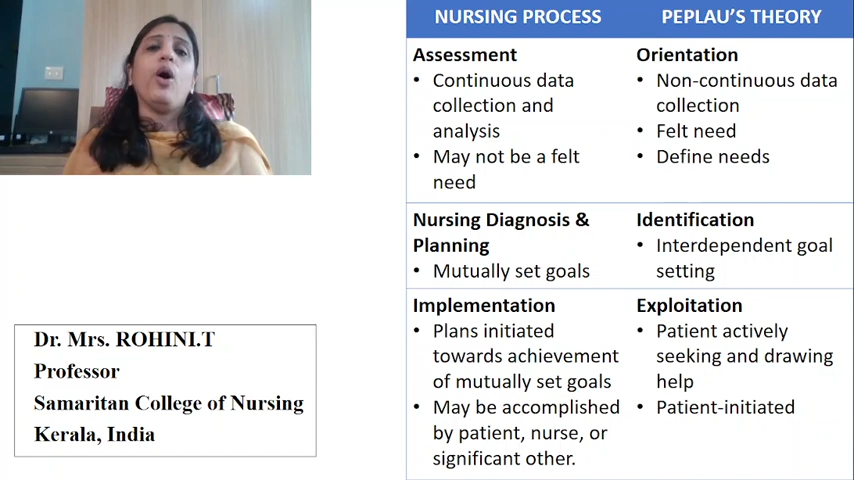 NURSING PROCESS
PEPLAU'S THEORY
Assessment
• Continuous data
collection and
analysis
• May not be a felt
need
Orientation
• Non-continuous data
collection
• Felt need
• Define needs
Nursing Diagnosis &
Planning
• Mutually set goals
Identification
• Interdependent goal
setting
Implementation
• Plans initiated
towards achievement
of mutually set goals
• May be accomplished
by patient, nurse, or
significant other.
Exploitation
• Patient actively
seeking and drawing
help
• Patient-initiated
Dr. Mrs. ROHINI.T
Professor
Samaritan College of Nursing
Kerala, India